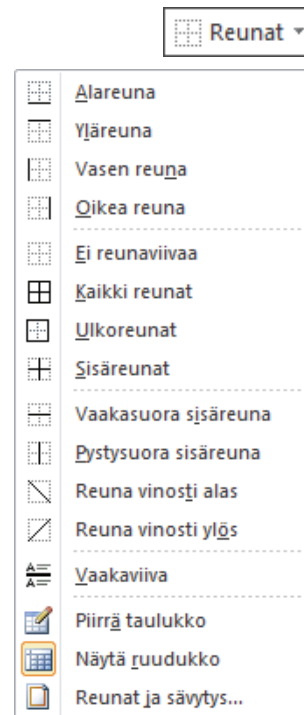 Reunat
Alareuna
Yläreuna
Vasen reuna
Oikea reuna
Ei reunaviivaa
Kaikki reunat
Ulkoreunat
Sisäreunat
Vaakasuora sisäreuna
Pystysuora sisäreuna
Reuna vinosti alas
Reuna vinosti ylös
Vaakaviiva
Piirrä taulukko
Näytä ruudukko
Reunat ja sävytys...